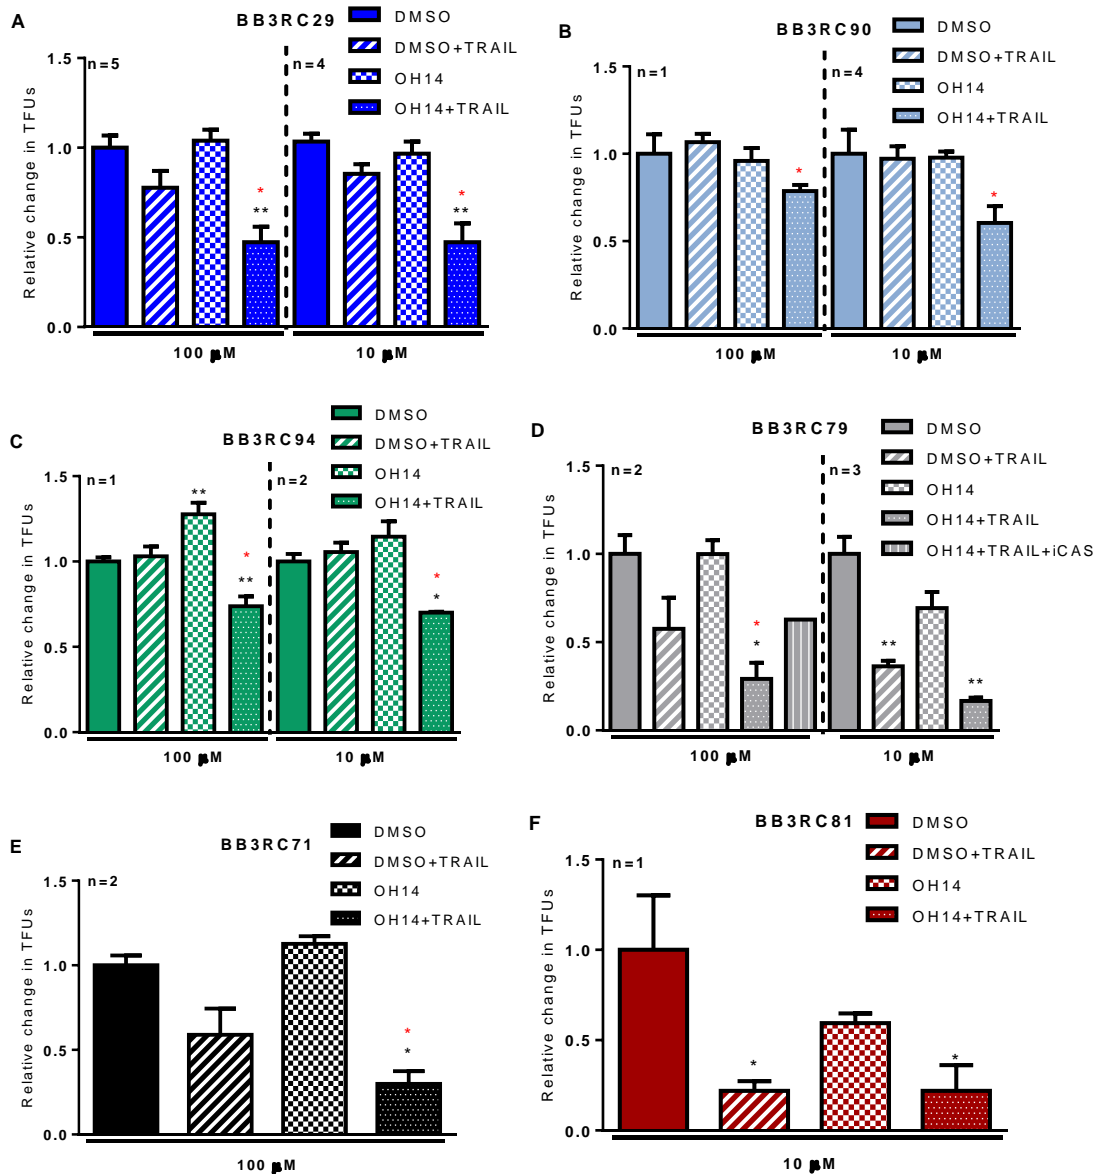 A
BB3RC29
DMSO
DMSO+TRAIL
OH14
OH14+TRAIL
n=5
n=4
Relative change in TFUs
1.5
1.0
0.5
0.0
*
**
*
**
100 µM
10 µM
B
BB3RC90
DMSO
DMSO+TRAIL
OH14
OH14+TRAIL
n=1
n=4
Relative change in TFUs
1.5
1.0
0.5
0.0
*
*
100 µM
10 µM
C
BB3RC94
DMSO
DMSO+TRAIL
OH14
OH14+TRAIL
n=1
n=2
Relative change in TFUs
1.5
1.0
0.5
0.0
**
*
**
*
*
100 µM
10 µM
D
BB3RC79
DMSO
DMSO+TRAIL
OH14
OH14+TRAIL
OH14+TRAIL+iCAS
n=2
n=3
Relative change in TFUs
1.5
1.0
0.5
0.0
*
*
**
**
100 µM
10 µM
E
BB3RC71
DMSO
DMSO+TRAIL
OH14
OH14+TRAIL
n=2
Relative change in TFUs
1.5
1.0
0.5
0.0
*
*
100 µM
F
BB3RC81
DMSO
DMSO+TRAIL
OH14
OH14+TRAIL
n=1
Relative change in TFUs
1.5
1.0
0.5
0.0
*
*
10 µM